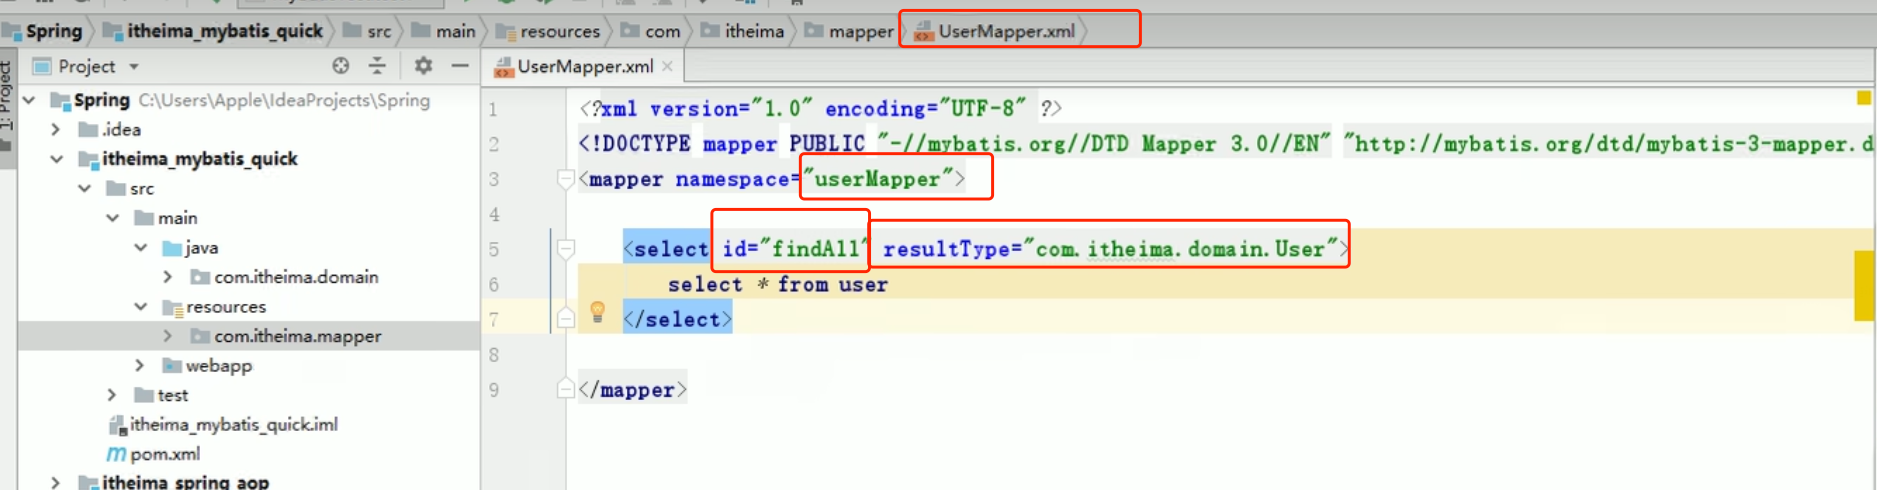 Spring itheima_mybatis_quick src main resources com itheima mapper UserMapper.xml
1: Project
Project
UserMapper.xml
Spring C:\Users\Apple\IdeaProjects\Spring
.idea
itheima_mybatis_quick
src
main
java
com.itheima.domain
resources
com.itheima.mapper
webapp
test
itheima_mybatis_quick.iml
pom.xml
itheima_spring_aop
1 <?xml version="1.0" encoding="UTF-8" ?>
2 <!DOCTYPE mapper PUBLIC "-//mybatis.org//DTD Mapper 3.0//EN" "http://mybatis.org/dtd/mybatis-3-mapper.d
3 <mapper namespace="userMapper">
4
5 <select id="findAll" resultType="com.itheima.domain.User">
6 select * from user
7 </select>
8
9 </mapper>